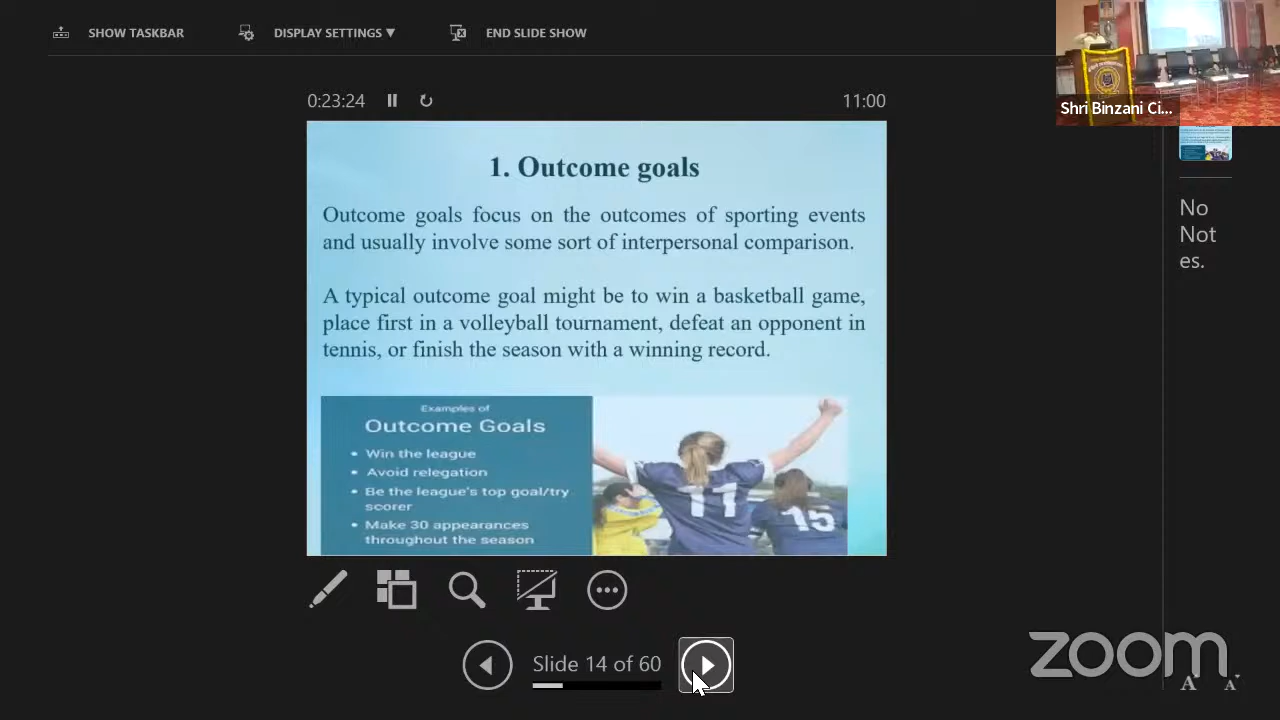 SHOW TASKBAR
DISPLAY SETTINGS ▼
END SLIDE SHOW
Shri Binzani Ci...
0:23:24
11:00
1. Outcome goals
Outcome goals focus on the outcomes of sporting events
and usually involve some sort of interpersonal comparison.
A typical outcome goal might be to win a basketball game,
place first in a volleyball tournament, defeat an opponent in
tennis, or finish the season with a winning record.
Examples of
Outcome Goals
• Win the league
• Avoid relegation
• Be the league's top goal/try
scorer
• Make 30 appearances
throughout the season
11
15
No
Not
es.
Slide 14 of 60
zoom
A
A